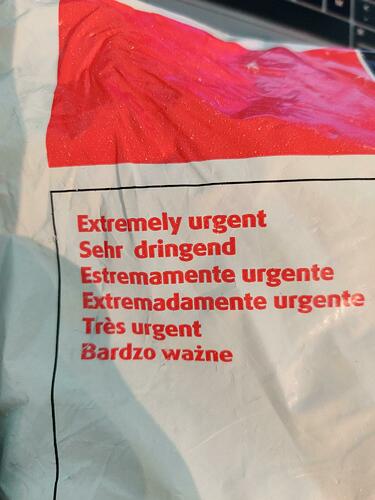 Extremely urgent
Sehr dringend
Estremamente urgente
Extremadamente urgente
Très urgent
Bardzo ważne